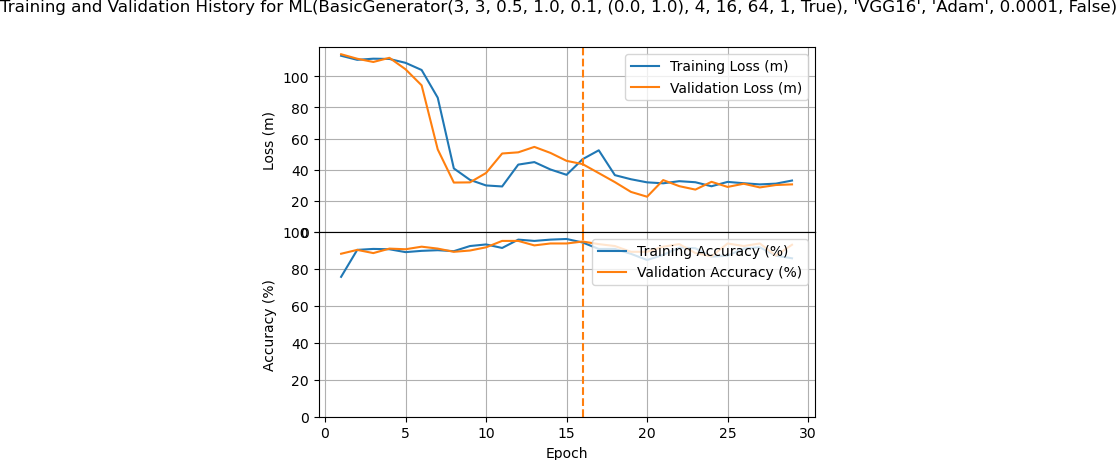 Training and Validation History for ML(BasicGenerator(3, 3, 0.5, 1.0, 0.1, (0.0, 1.0), 4, 16, 64, 1, True), 'VGG16', 'Adam', 0.0001, False)
Training Loss (m)
Validation Loss (m)
Loss (m)
100
80
60
40
20
0
Training Accuracy (%)
Validation Accuracy (%)
Accuracy (%)
100
80
60
40
20
0
0 5 10 15 20 25 30
Epoch